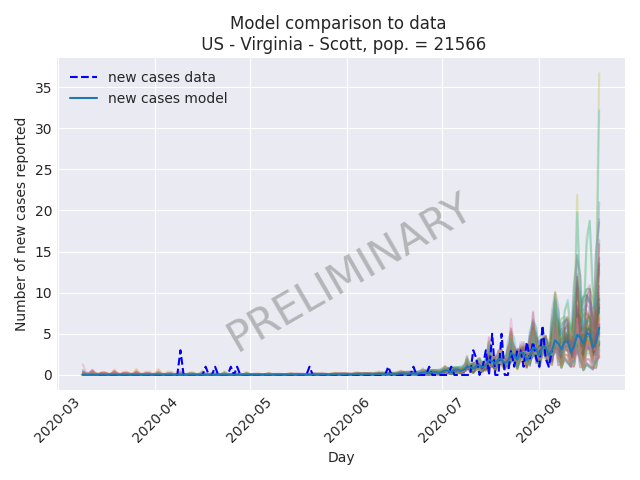 Model comparison to data
US - Virginia - Scott, pop. = 21566
new cases data
new cases model
Number of new cases reported
35
30
25
20
15
10
5
0
PRELIMINARY
2020-03
2020-04
2020-05
2020-06
2020-07
2020-08
Day